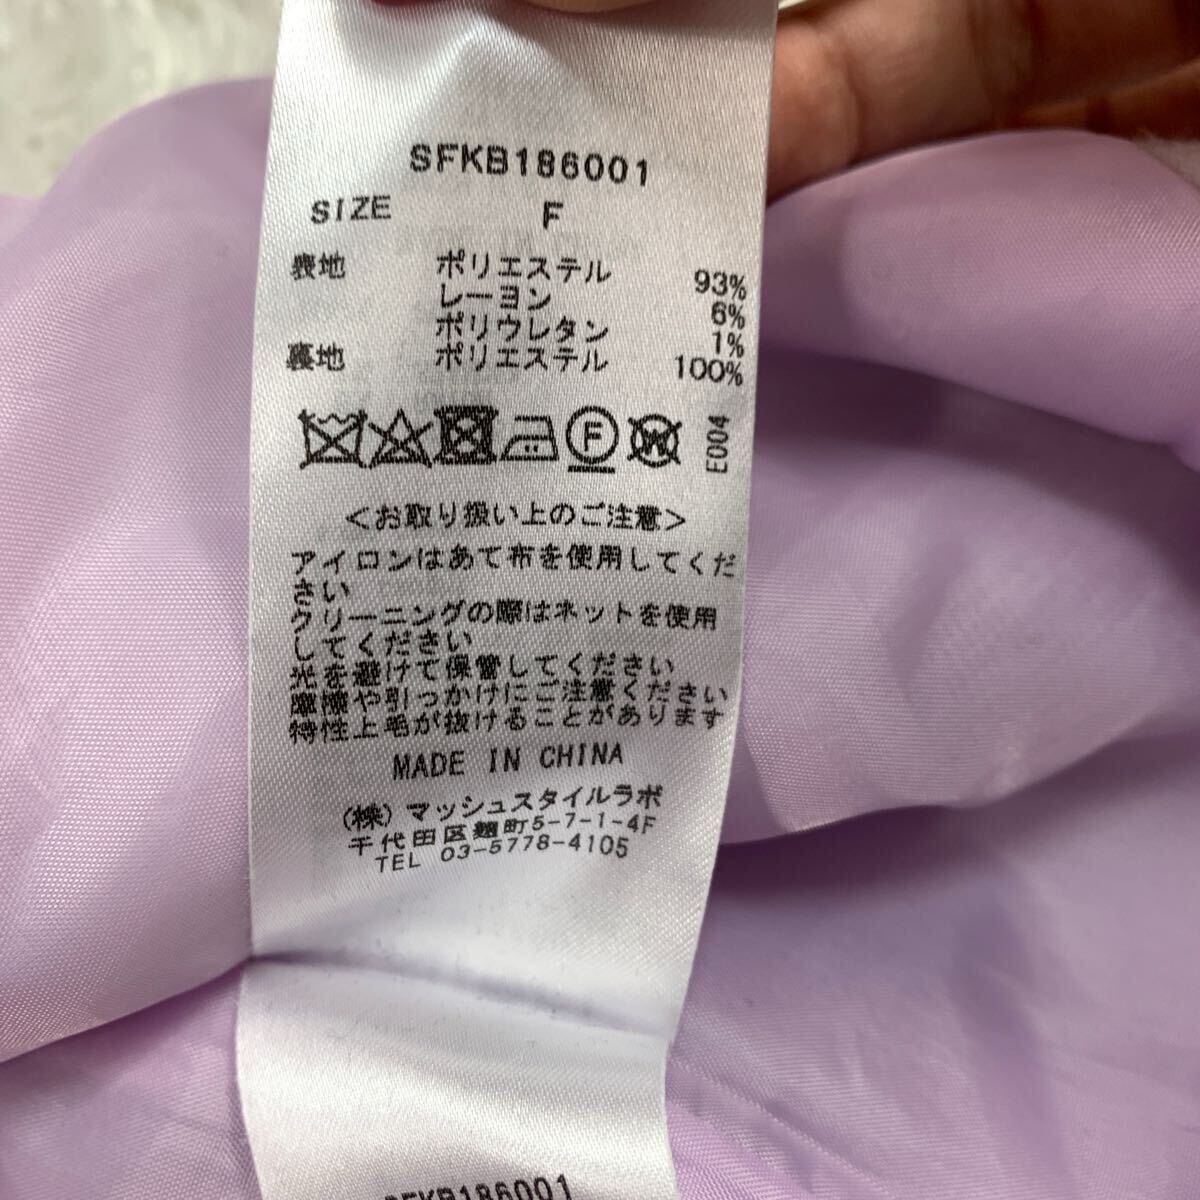 SFKB186001
SIZE F
表地 ポリエステル 93%
レーヨン 6%
ポリウレタン 1%
裏地 ポリエステル 100%
F W E004
<お取り扱い上のご注意>
アイロンはあて布を使用してくだ
さい
クリーニングの際はネットを使用
してください
光を避けて保管してください
摩擦や引っかけにご注意ください
特性上毛が抜けることがあります
MADE IN CHINA
(株)マッシュスタイルラボ
千代田区麹町5-7-1-4F
TEL 03-5778-4105
SFKB186001